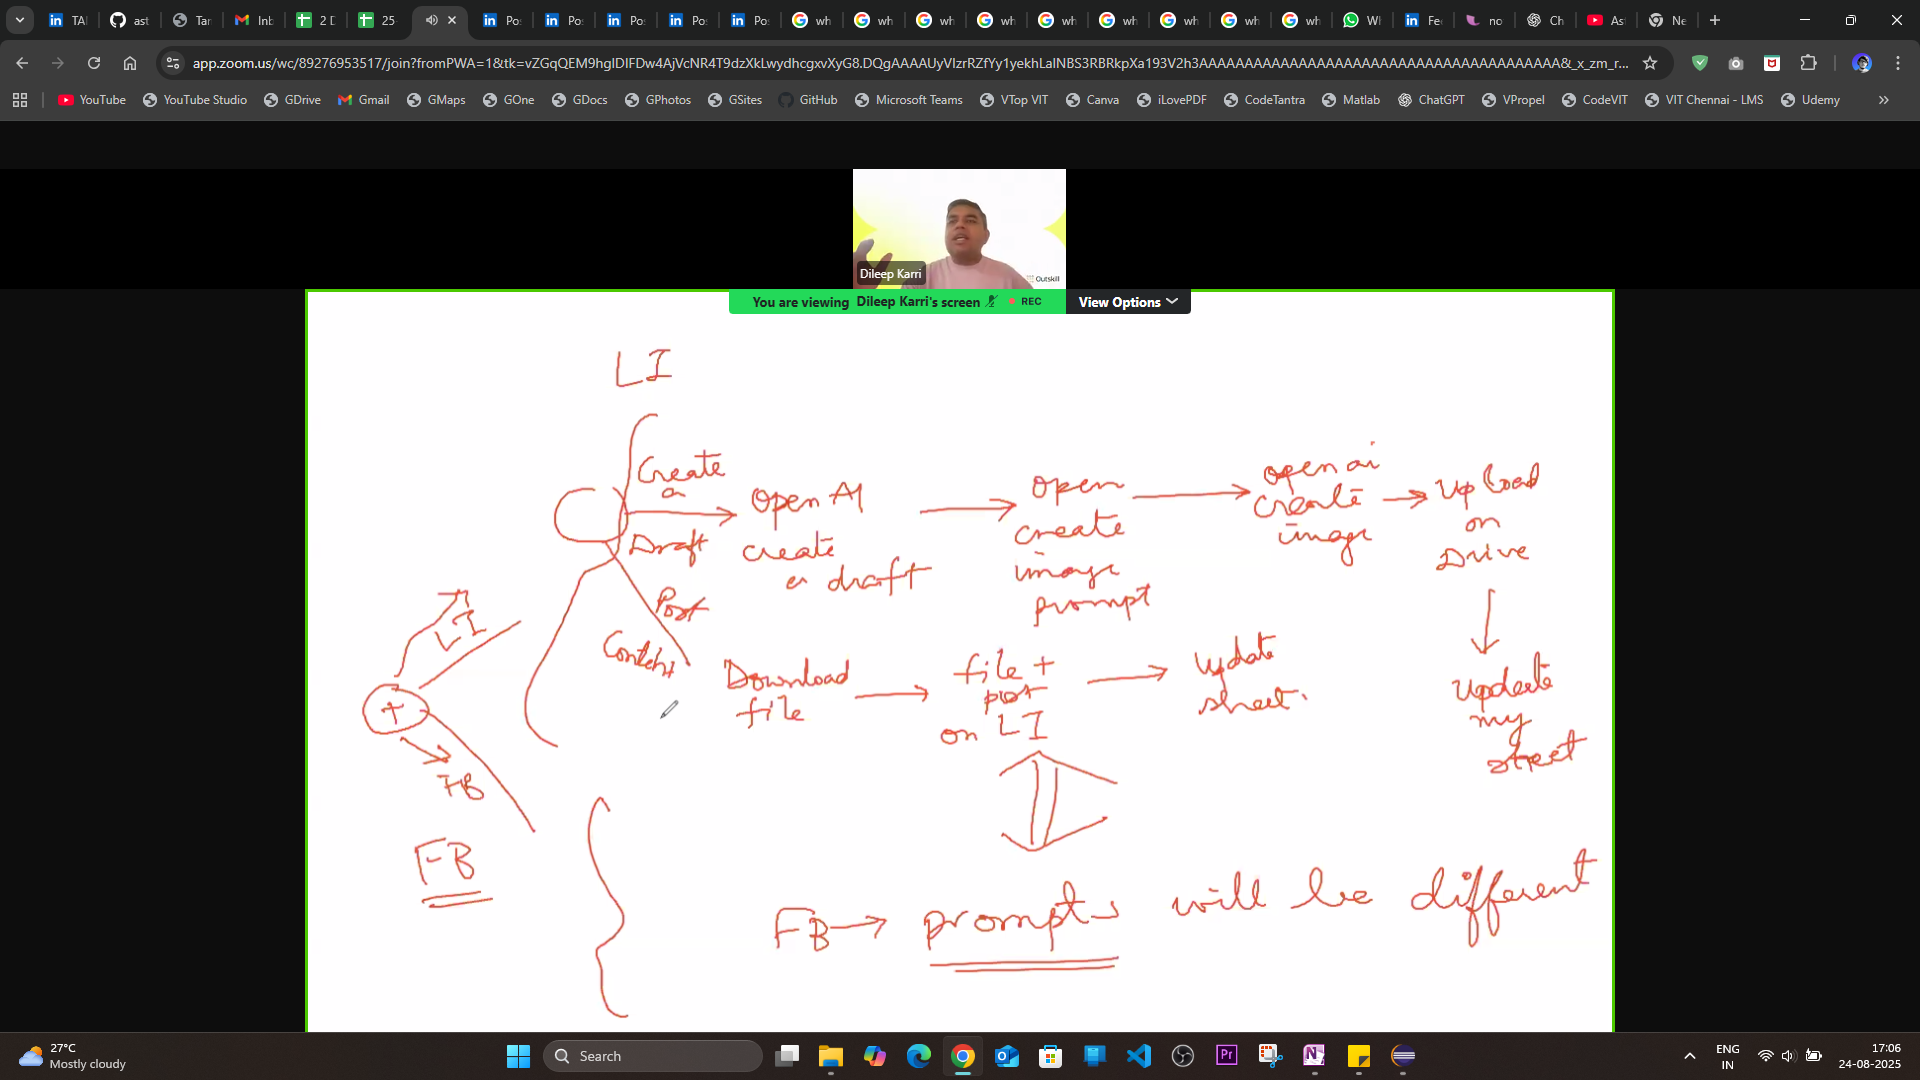 TA
ast
Tar
Inb
2 D
25-
Po:
Po:
Po:
Po:
Po:
wh
wh
wh
wh
wh
wh
wh
wh
wh
Wl
Fe
no
Ch
As
Ne
app.zoom.us/wc/89276953517/join?fromPWA=1&tk=vZGqQEM9hgIDIFDw4AjVcNR4T9dzXkLwydhcgxvXyG8.DQgAAAAUyVIzrRZfYy1yekhLaINBS3RBRkpXa193V2h3AAAAAAAAAAAAAAAAAAAAAAAAAAAAAAAAAAAAAAAA&_x_zm_r...
YouTube
YouTube Studio
GDrive
Gmail
GMaps
GOne
GDocs
GPhotos
GSites
GitHub
Microsoft Teams
VTop VIT
Canva
iLovePDF
CodeTantra
Matlab
ChatGPT
VPropel
CodeVIT
VIT Chennai - LMS
Udemy
Dileep Karri
Outskill
You are viewing Dileep Karri's screen
REC
View Options
LI
Create
a
Draft
Open AI
create
a draft
Open
create
image
prompt
open ai
create
image
upload
on
Drive
update
my
sheet
Post
Content
Download
file
file +
post
on LI
update
sheet.
LI
+
FB
FB
FB → prompts will be different
27°C
Mostly cloudy
Search
ENG
IN
17:06
24-08-2025